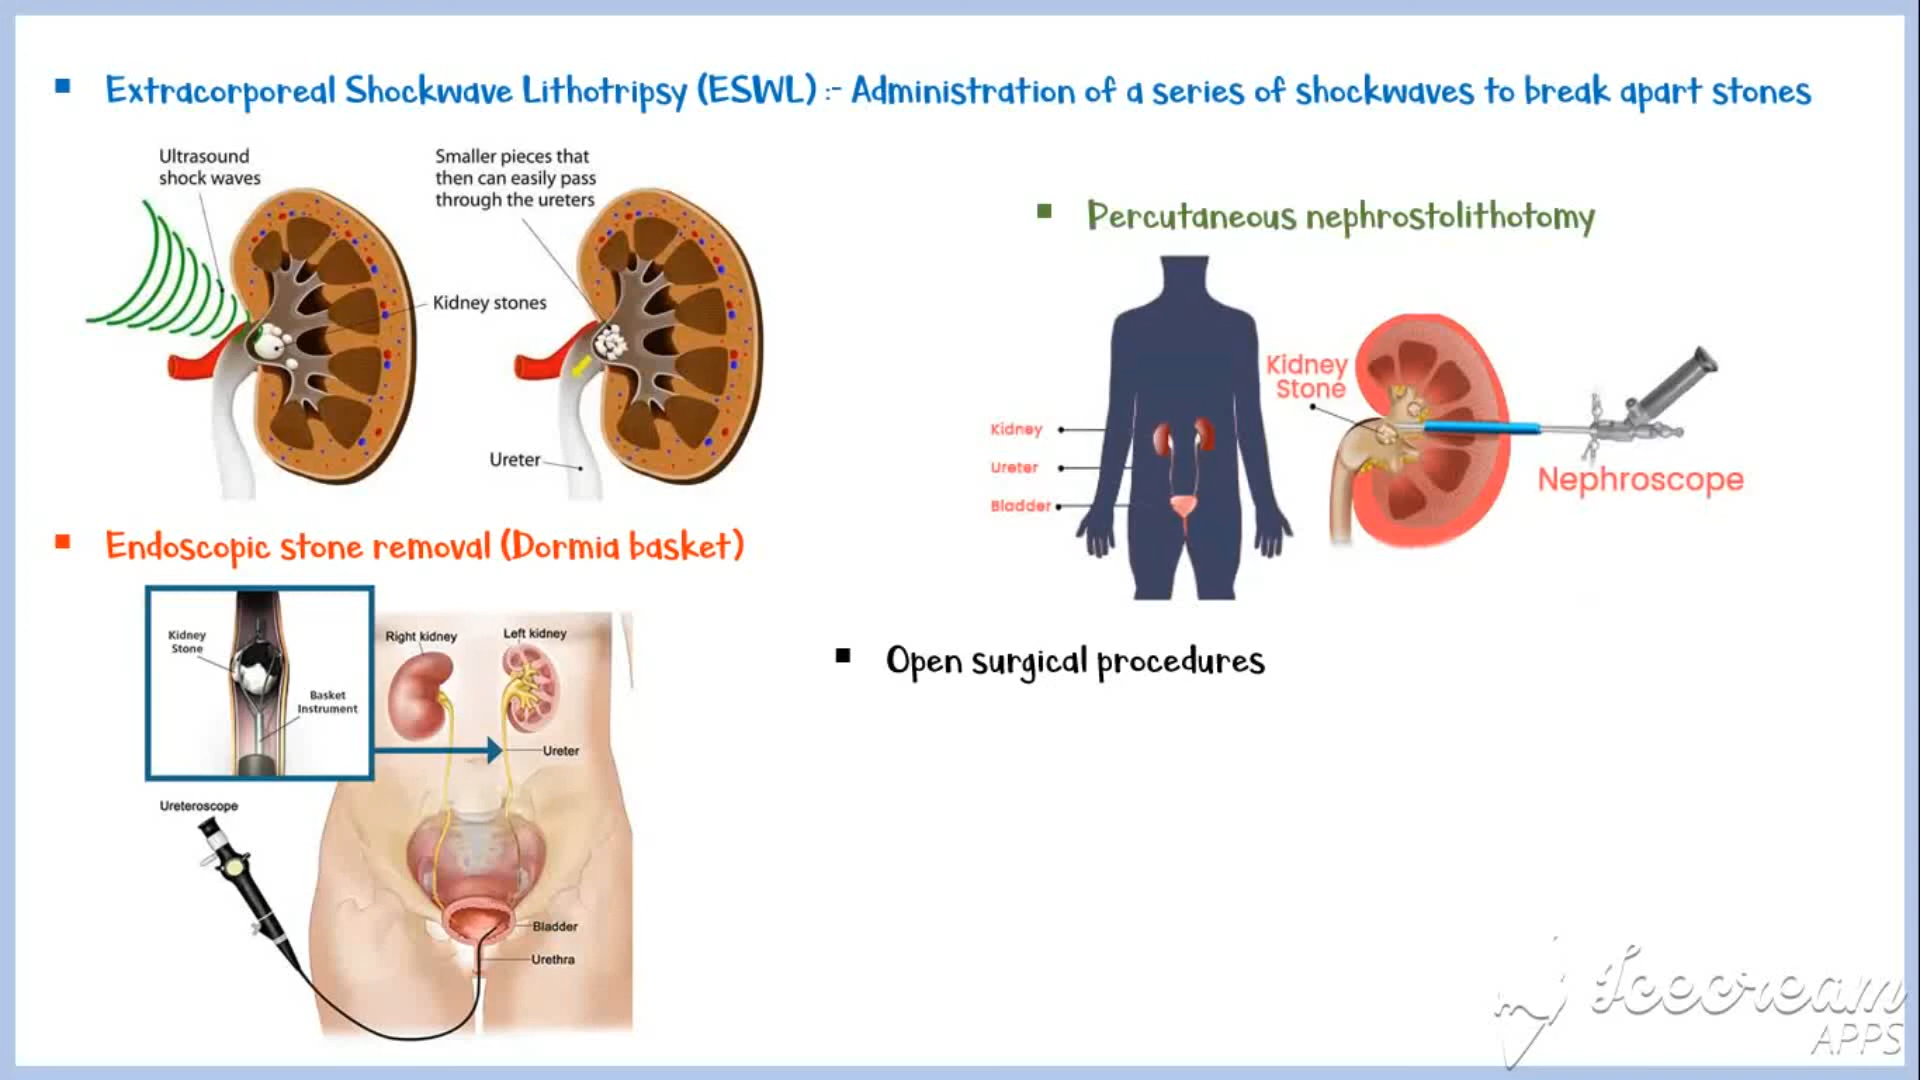 ▪ Extracorporeal Shockwave Lithotripsy (ESWL) :- Administration of a series of shockwaves to break apart stones
Ultrasound
shock waves
Smaller pieces that
then can easily pass
through the ureters
Kidney stones
Ureter
▪ Percutaneous nephrostolithotomy
Kidney
Stone
Kidney
Ureter
Bladder
Nephroscope
▪ Endoscopic stone removal (Dormia basket)
Kidney
Stone
Basket
Instrument
Right kidney
Left kidney
Ureter
Ureteroscope
Bladder
Urethra
▪ Open surgical procedures
Icecream
APPS